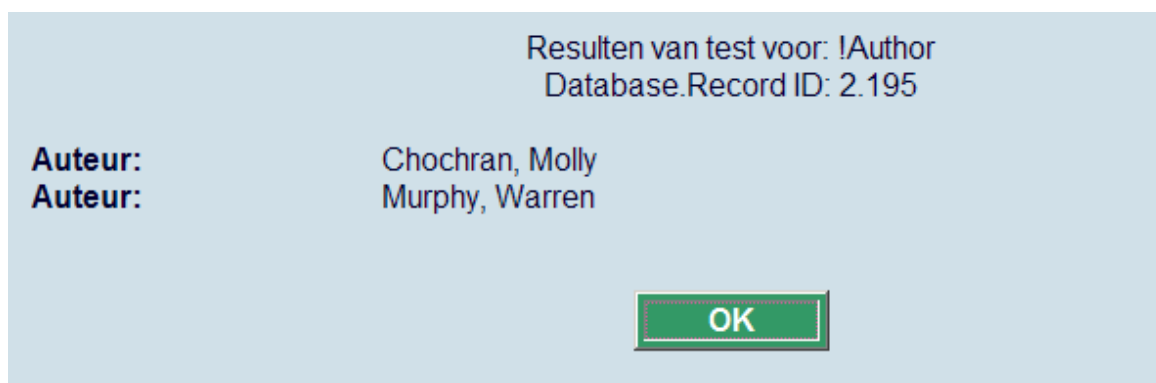 Resulten van test voor: !Author
Database.Record ID: 2.195
Auteur: Chochran, Molly
Auteur: Murphy, Warren
OK